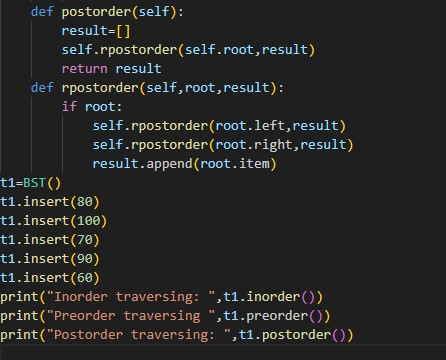 def postorder(self):
result=[]
self.rpostorder(self.root,result)
return result
def rpostorder(self,root,result):
if root:
self.rpostorder(root.left,result)
self.rpostorder(root.right,result)
result.append(root.item)
t1=BST()
t1.insert(80)
t1.insert(100)
t1.insert(70)
t1.insert(90)
t1.insert(60)
print("Inorder traversing: ",t1.inorder())
print("Preorder traversing ",t1.preorder())
print("Postorder traversing: ",t1.postorder())